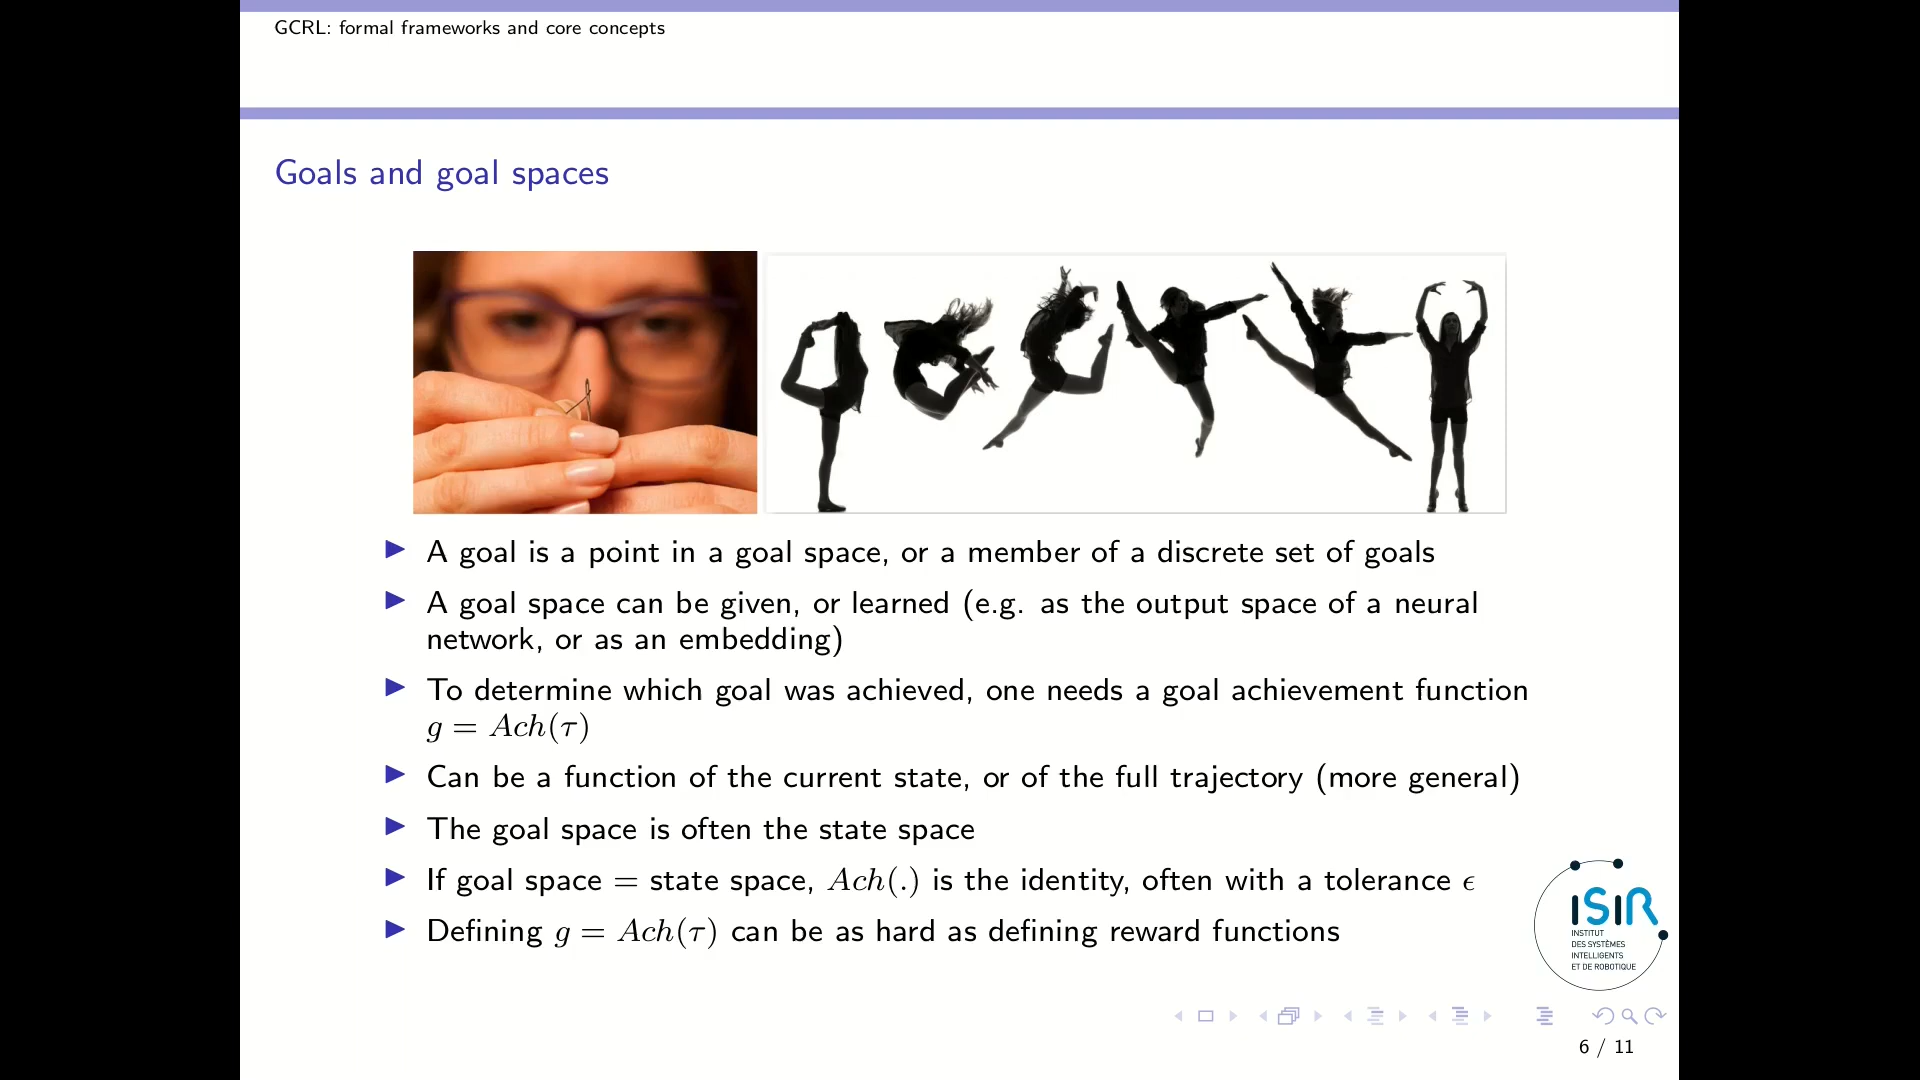 GCRL: formal frameworks and core concepts
Goals and goal spaces
A goal is a point in a goal space, or a member of a discrete set of goals
A goal space can be given, or learned (e.g. as the output space of a neural
network, or as an embedding)
To determine which goal was achieved, one needs a goal achievement function
g = Ach(τ)
Can be a function of the current state, or of the full trajectory (more general)
The goal space is often the state space
If goal space = state space, Ach(.) is the identity, often with a tolerance ϵ
Defining g = Ach(τ) can be as hard as defining reward functions
ISIR
INSTITUT
DES SYSTÈMES
INTELLIGENTS
ET DE ROBOTIQUE
6 / 11